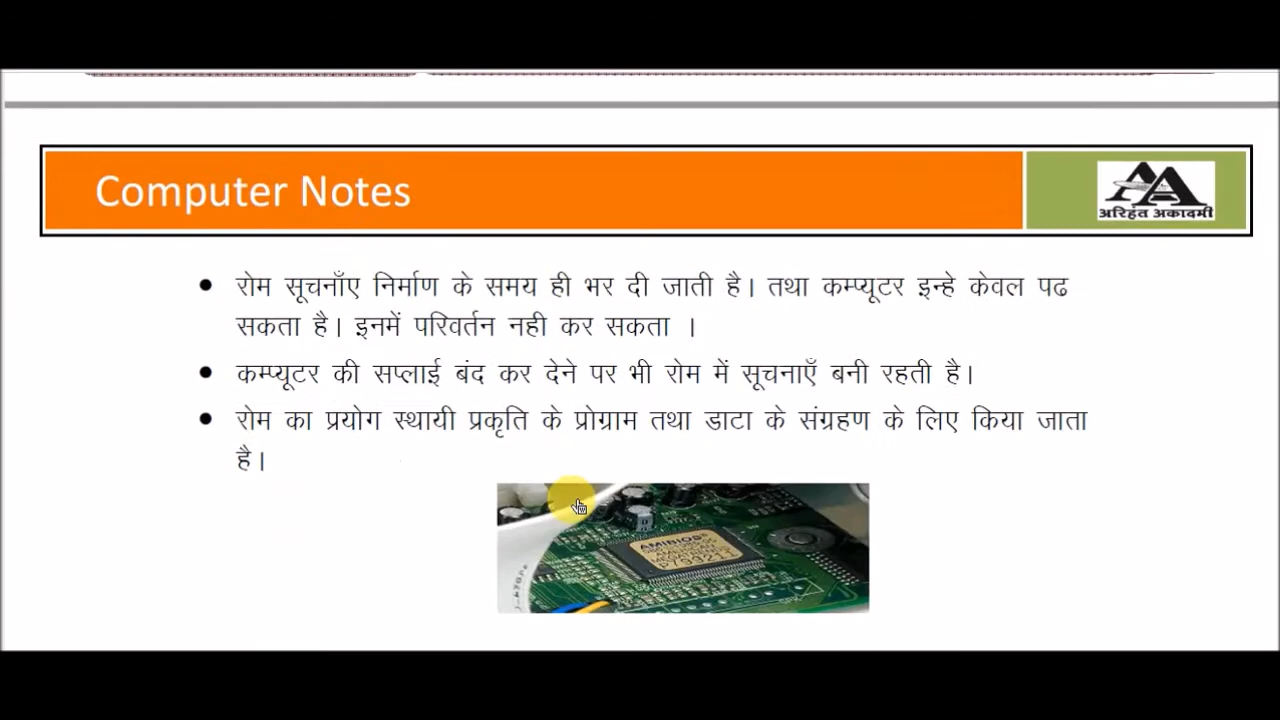 Computer Notes
अरिहंत अकादमी
रोम सूचनाँए निर्माण के समय ही भर दी जाती है। तथा कम्प्यूटर इन्हे केवल पढ
सकता है। इनमें परिवर्तन नही कर सकता ।
कम्प्यूटर की सप्लाई बंद कर देने पर भी रोम में सूचनाएँ बनी रहती है।
रोम का प्रयोग स्थायी प्रकृति के प्रोग्राम तथा डाटा के संग्रहण के लिए किया जाता
है।
AMIBIOS